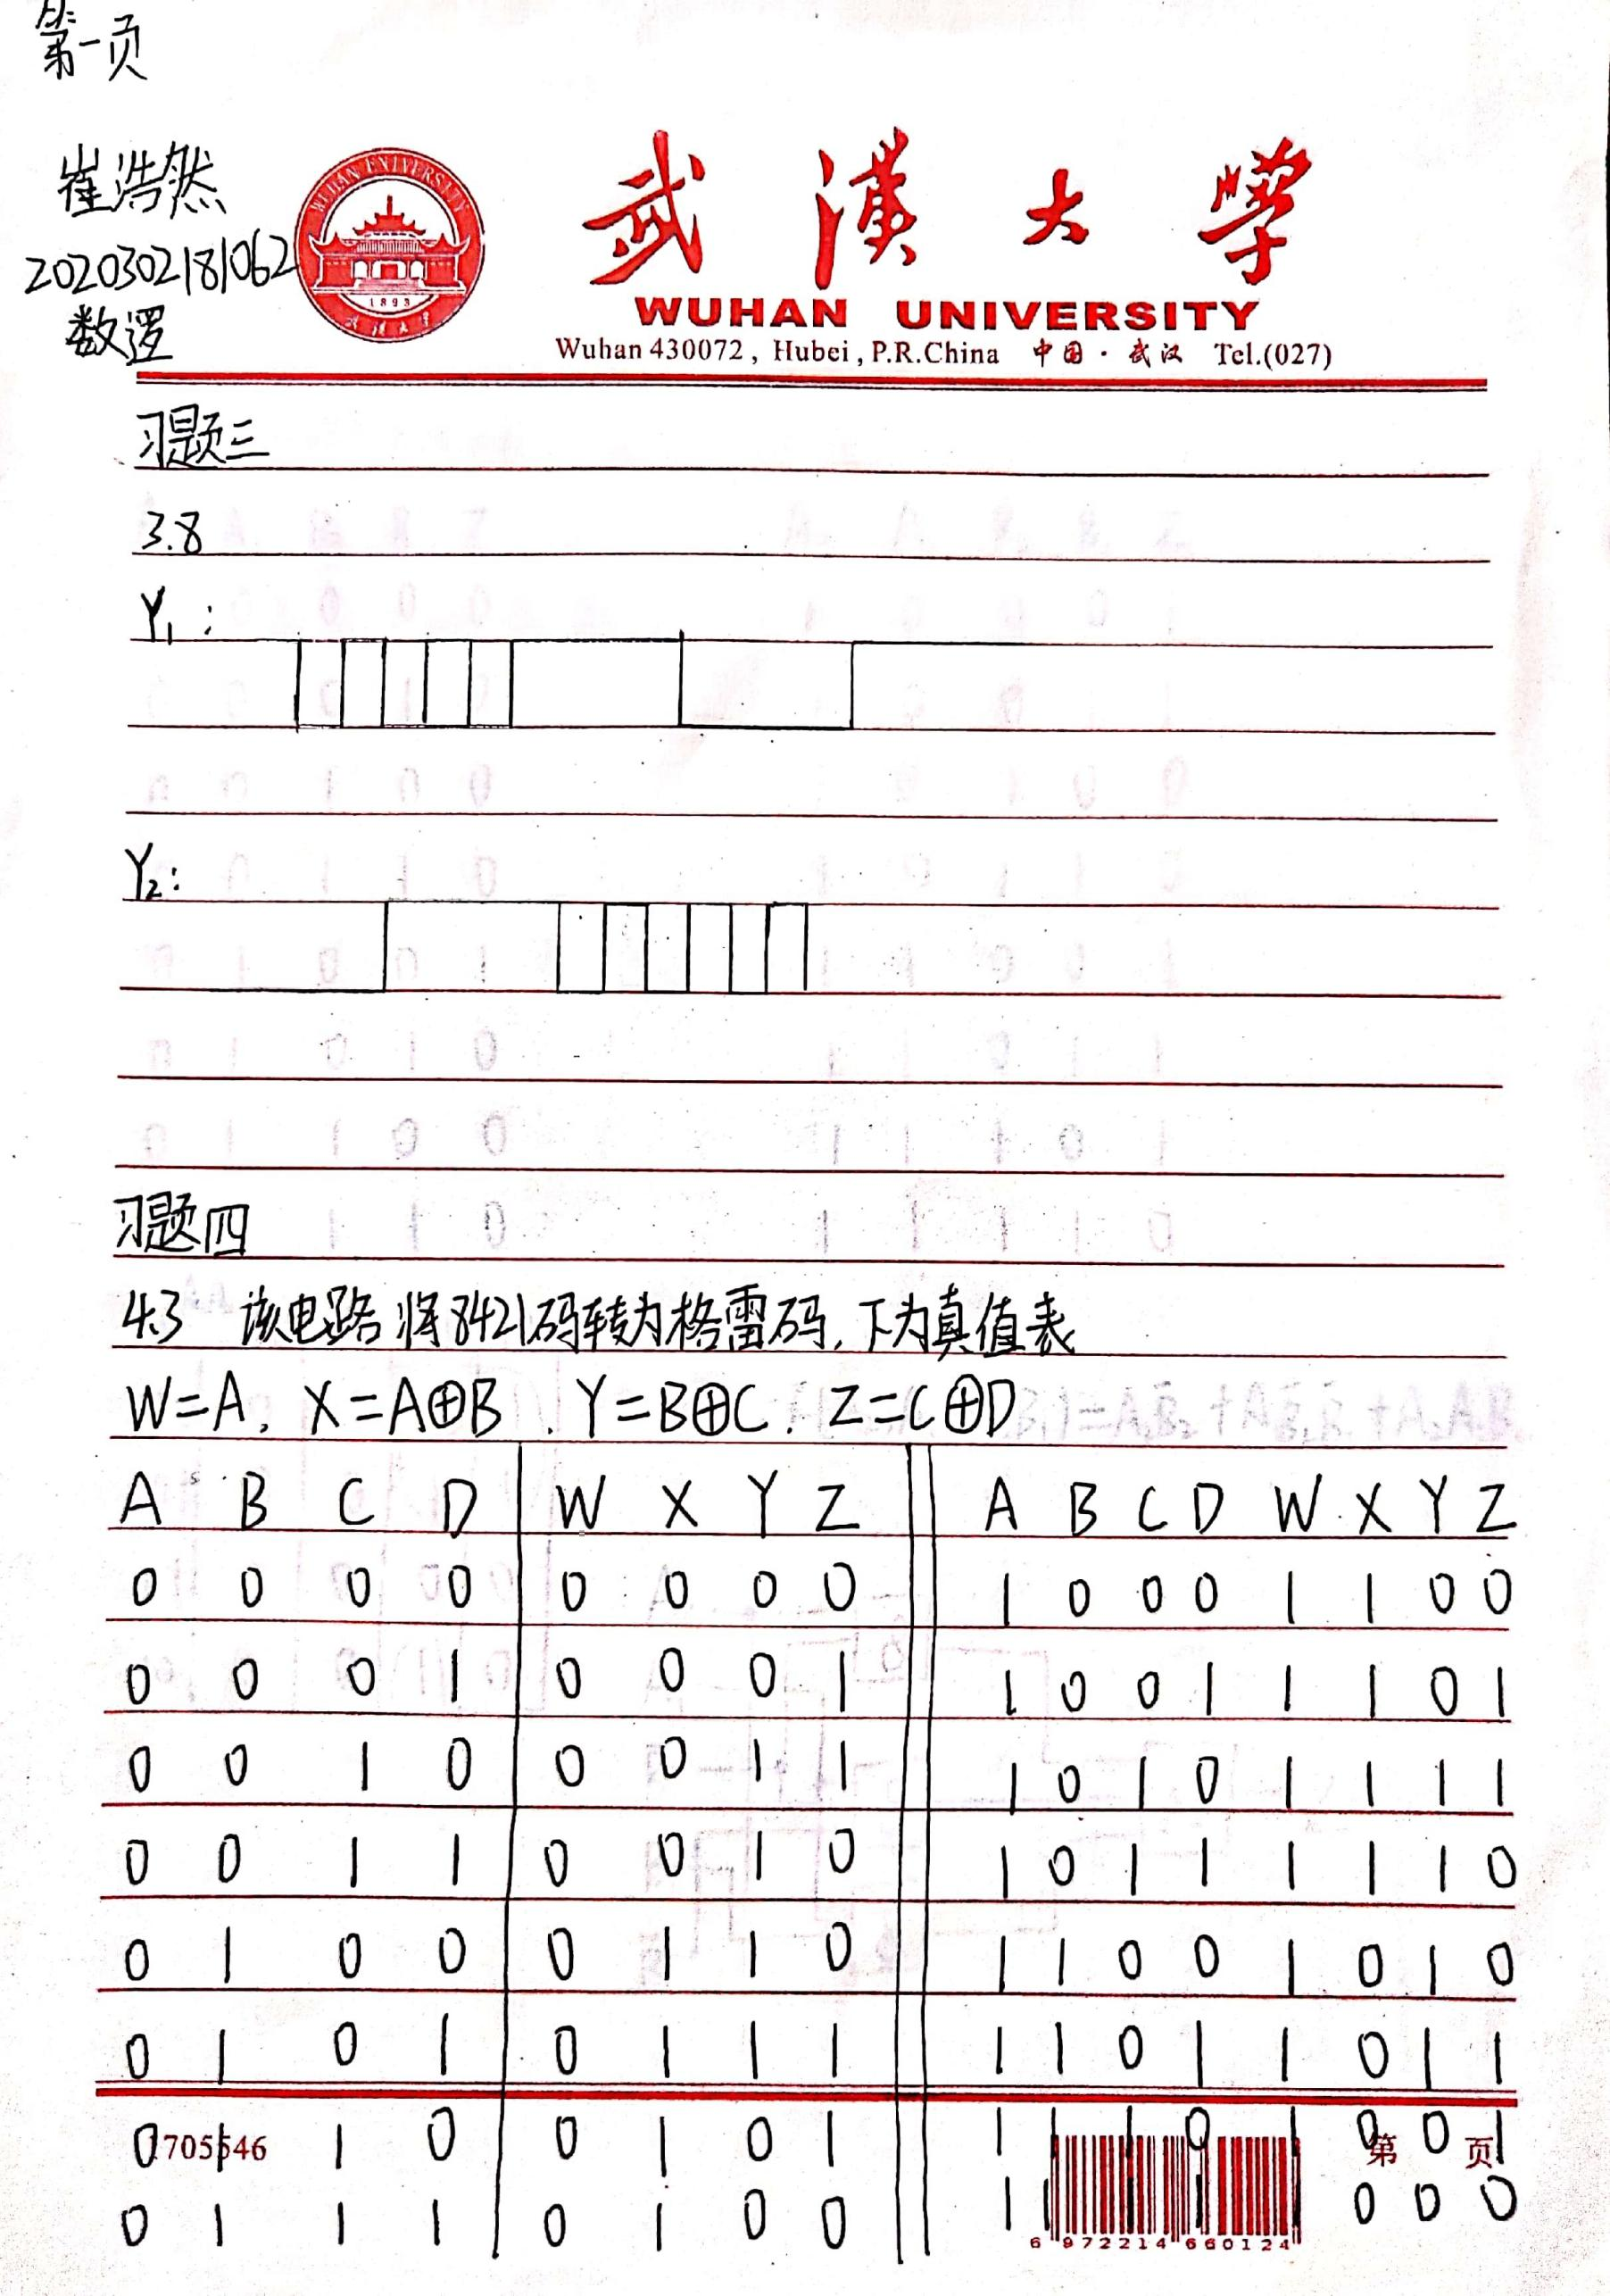 第一页
崔浩然
2020302181062
数逻
WUHAN UNIVERSITY
1893
武汉大学
武漢大學
WUHAN UNIVERSITY
Wuhan 430072, Hubei, P.R.China 中国·武汉 Tel.(027)
习题三
3.8
Y₁:
Y₂:
习题四
4.3 该电路将8421码转为格雷码,下为真值表
W=A, X=A⊕B, Y=B⊕C, Z=C⊕D
A B C D W X Y Z A B C D W X Y Z
0 0 0 0 0 0 0 0 1 0 0 0 1 1 0 0
0 0 0 1 0 0 0 1 1 0 0 1 1 1 0 1
0 0 1 0 0 0 1 1 1 0 1 0 1 1 1 1
0 0 1 1 0 0 1 0 1 0 1 1 1 1 1 0
0 1 0 0 0 1 1 0 1 1 0 0 1 0 1 0
0 1 0 1 0 1 1 1 1 1 0 1 1 0 1 1
0 1 1 0 0 1 0 1 1 1 1 0 1 0 0 1
0 1 1 1 0 1 0 0 1 1 1 1 1 0 0 0
1705546
第 页
6 972214 660124